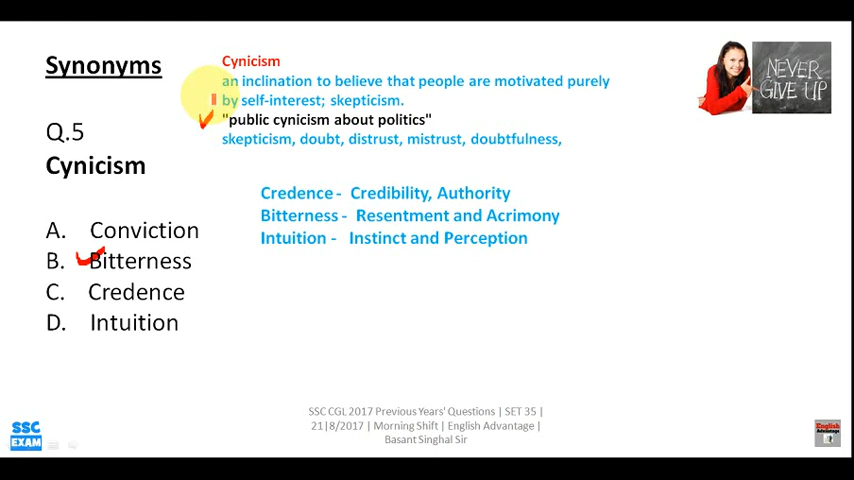 Synonyms
Q.5
Cynicism
A. Conviction
B. Bitterness
C. Credence
D. Intuition
Cynicism
an inclination to believe that people are motivated purely
by self-interest; skepticism.
"public cynicism about politics"
skepticism, doubt, distrust, mistrust, doubtfulness,
Credence - Credibility, Authority
Bitterness - Resentment and Acrimony
Intuition - Instinct and Perception
NEVER
GIVE UP
SSC CGL 2017 Previous Years' Questions | SET 35 |
21|8/2017 | Morning Shift | English Advantage |
Basant Singhal Sir
SSC
EXAM
English
Advantage